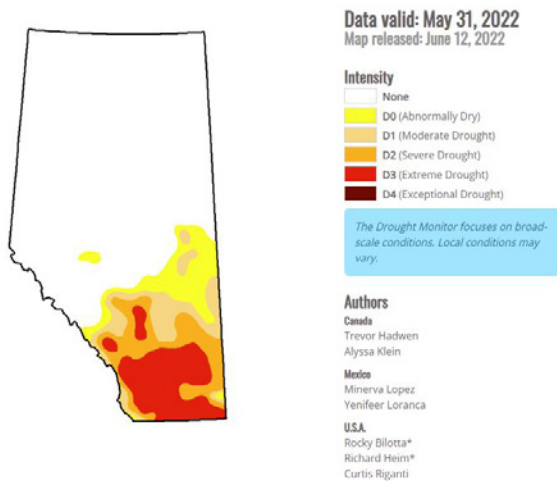 Data valid: May 31, 2022
Map released: June 12, 2022
Intensity
None
D0 (Abnormally Dry)
D1 (Moderate Drought)
D2 (Severe Drought)
D3 (Extreme Drought)
D4 (Exceptional Drought)
The Drought Monitor focuses on broad-
scale conditions. Local conditions may
vary.
Authors
Canada
Trevor Hadwen
Alyssa Klein
Mexico
Minerva Lopez
Yenifeer Loranca
U.S.A.
Rocky Bilotta*
Richard Heim*
Curtis Riganti